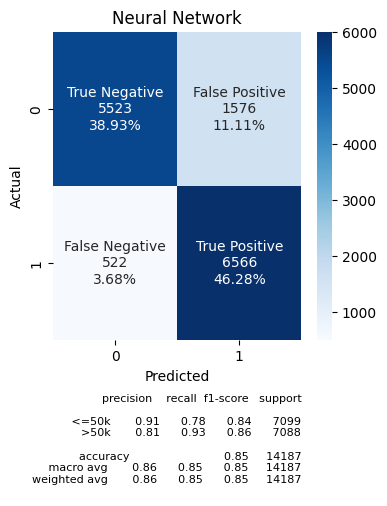 Neural Network
True Negative
5523
38.93%
False Positive
1576
11.11%
False Negative
522
3.68%
True Positive
6566
46.28%
0
1
Actual
0
1
Predicted
6000
5000
4000
3000
2000
1000
precision recall f1-score support
<=50k 0.91 0.78 0.84 7099
>50k 0.81 0.93 0.86 7088
accuracy 0.85 14187
macro avg 0.86 0.85 0.85 14187
weighted avg 0.86 0.85 0.85 14187